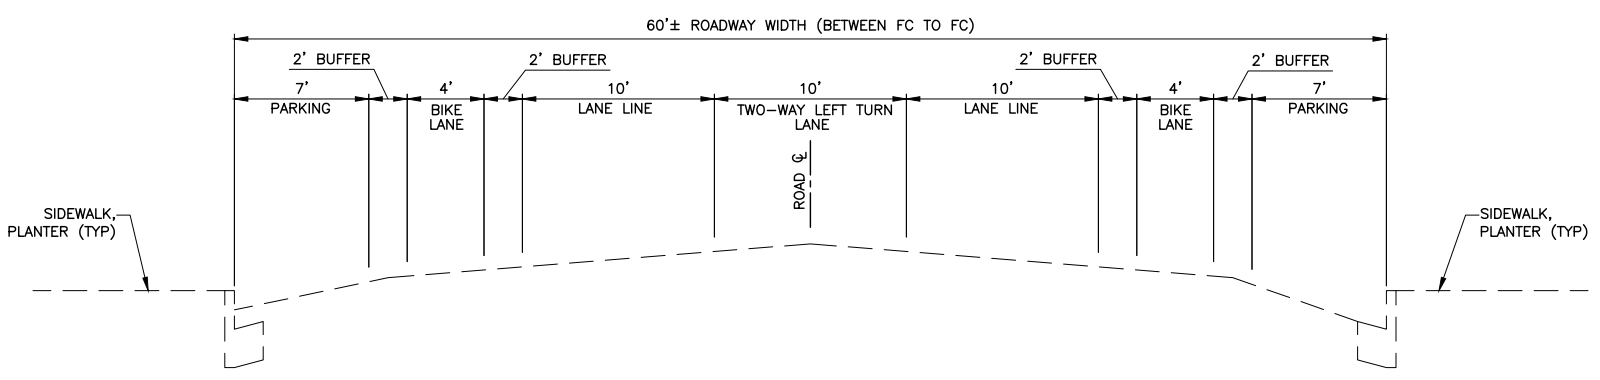 60'± ROADWAY WIDTH (BETWEEN FC TO FC)
2' BUFFER
2' BUFFER
2' BUFFER
2' BUFFER
7'
4'
10'
10'
10'
4'
7'
PARKING
BIKE
LANE
LANE LINE
TWO-WAY LEFT TURN
LANE
LANE LINE
BIKE
LANE
PARKING
ROAD ℄
SIDEWALK,
PLANTER (TYP)
SIDEWALK,
PLANTER (TYP)